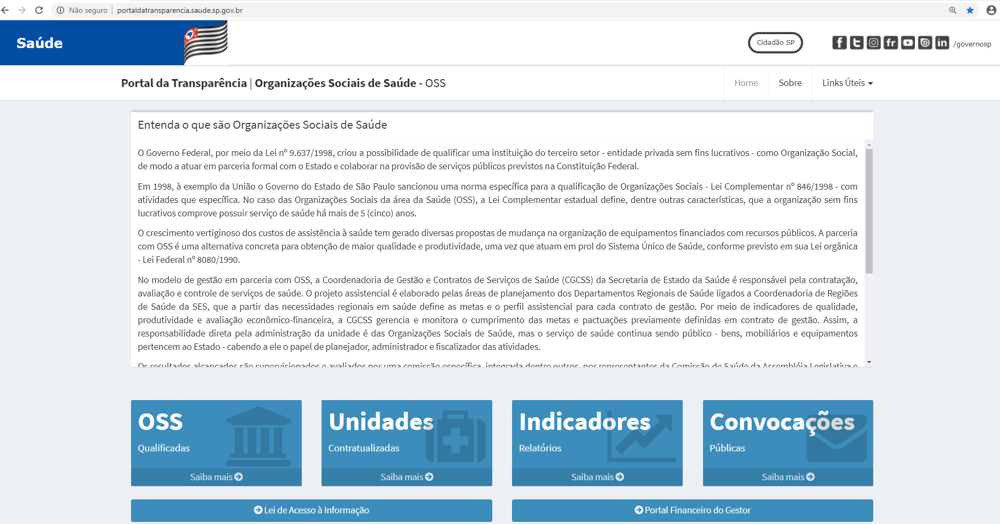 Não seguro | portaldatransparencia.saude.sp.gov.br
Saúde
Cidadão SP
/governosp
Portal da Transparência | Organizações Sociais de Saúde - OSS
Home
Sobre
Links Úteis
Entenda o que são Organizações Sociais de Saúde
O Governo Federal, por meio da Lei nº 9.637/1998, criou a possibilidade de qualificar uma instituição do terceiro setor - entidade privada sem fins lucrativos - como Organização Social,
de modo a atuar em parceria formal com o Estado e colaborar na provisão de serviços públicos previstos na Constituição Federal.
Em 1998, à exemplo da União o Governo do Estado de São Paulo sancionou uma norma específica para a qualificação de Organizações Sociais - Lei Complementar nº 846/1998 - com
atividades que específica. No caso das Organizações Sociais da área da Saúde (OSS), a Lei Complementar estadual define, dentre outras características, que a organização sem fins
lucrativos comprove possuir serviço de saúde há mais de 5 (cinco) anos.
O crescimento vertiginoso dos custos de assistência à saúde tem gerado diversas propostas de mudança na organização de equipamentos financiados com recursos públicos. A parceria
com OSS é uma alternativa concreta para obtenção de maior qualidade e produtividade, uma vez que atuam em prol do Sistema Único de Saúde, conforme previsto em sua Lei orgânica
- Lei Federal nº 8080/1990.
No modelo de gestão em parceria com OSS, a Coordenadoria de Gestão e Contratos de Serviços de Saúde (CGCSS) da Secretaria de Estado da Saúde é responsável pela contratação,
avaliação e controle de serviços de saúde. O projeto assistencial é elaborado pelas áreas de planejamento dos Departamentos Regionais de Saúde ligados a Coordenadoria de Regiões
de Saúde da SES, que a partir das necessidades regionais em saúde define as metas e o perfil assistencial para cada contrato de gestão. Por meio de indicadores de qualidade,
produtividade e avaliação econômico-financeira, a CGCSS gerencia e monitora o cumprimento das metas e pactuações previamente definidas em contrato de gestão. Assim, a
responsabilidade direta pela administração da unidade é das Organizações Sociais de Saúde, mas o serviço de saúde continua sendo público - bens, mobiliários e equipamentos
pertencem ao Estado - cabendo a ele o papel de planejador, administrador e fiscalizador das atividades.
Os resultados alcançados são supervisionados e avaliados por uma comissão específica, integrada dentre outros, por representantes da Comissão de Saúde da Assembléia Legislativa e
OSS
Qualificadas
Saiba mais
Unidades
Contratualizadas
Saiba mais
Indicadores
Relatórios
Saiba mais
Convocações
Públicas
Saiba mais
Lei de Acesso à Informação
Portal Financeiro do Gestor